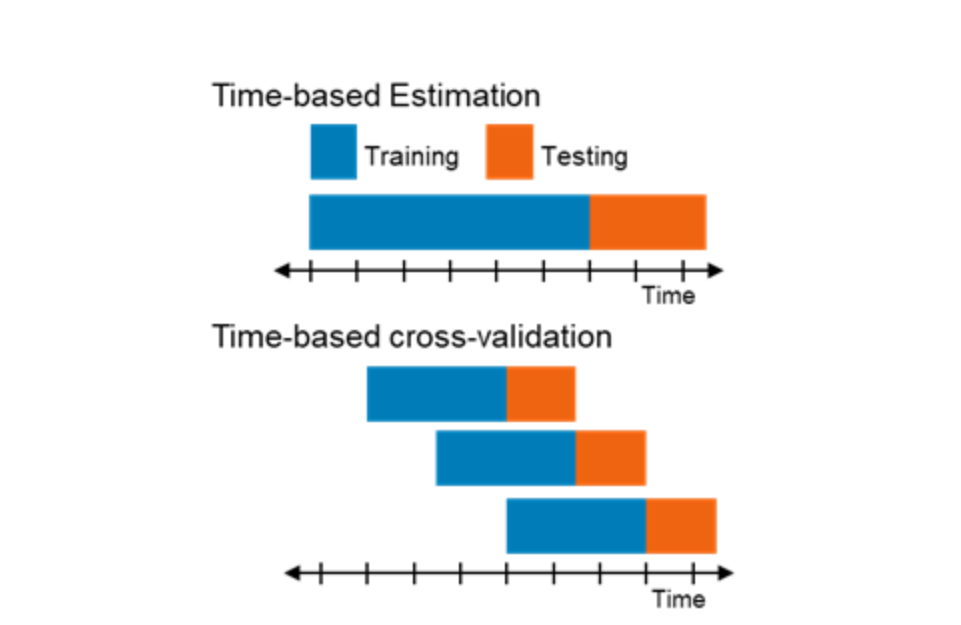 Time-based Estimation
Training Testing
Time
Time-based cross-validation
Time